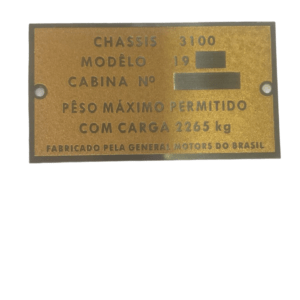 CHASSIS 3100
MODÊLO 19
CABINA Nº
PÊSO MÁXIMO PERMITIDO
COM CARGA 2265 kg
FABRICADO PELA GENERAL MOTORS DO BRASIL